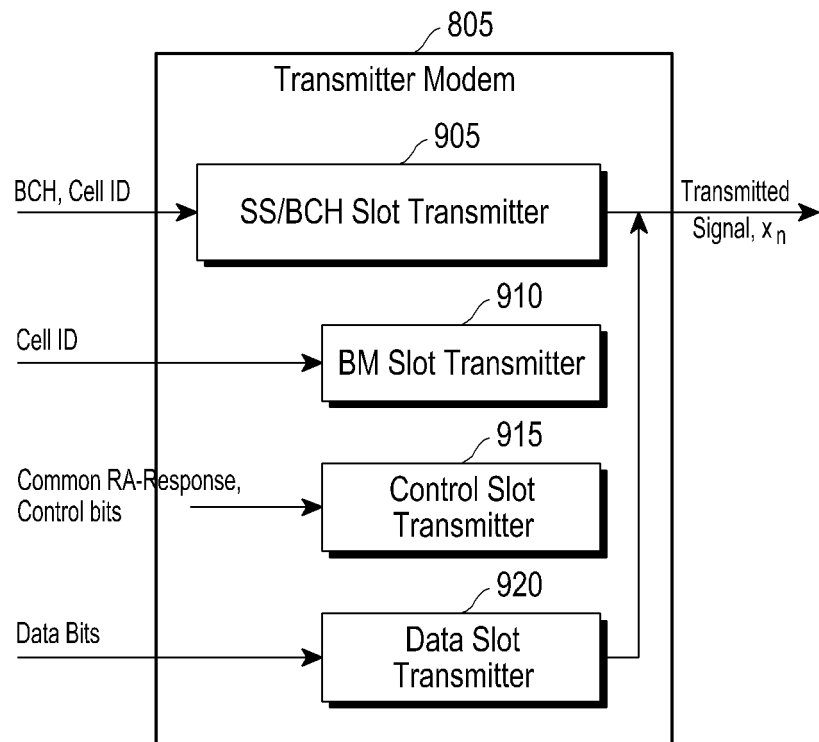 805
Transmitter Modem
905
BCH, Cell ID
SS/BCH Slot Transmitter
Transmitted
Signal, xn
910
Cell ID
BM Slot Transmitter
915
Common RA-Response,
Control bits
Control Slot
Transmitter
920
Data Bits
Data Slot
Transmitter